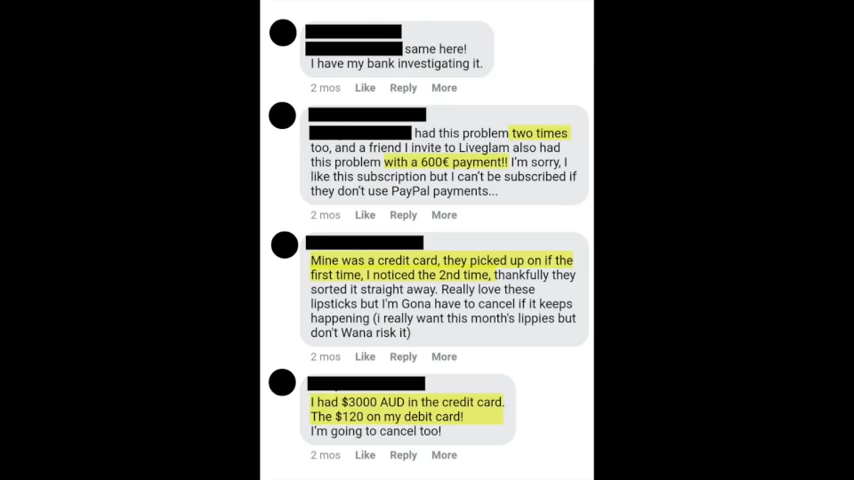 same here!
I have my bank investigating it.
2 mos Like Reply More
had this problem two times
too, and a friend I invite to Liveglam also had
this problem with a 600€ payment!! I'm sorry, I
like this subscription but I can't be subscribed if
they don't use PayPal payments...
2 mos Like Reply More
Mine was a credit card, they picked up on if the
first time, I noticed the 2nd time, thankfully they
sorted it straight away. Really love these
lipsticks but I'm Gona have to cancel if it keeps
happening (i really want this month's lippies but
don't Wana risk it)
2 mos Like Reply More
I had $3000 AUD in the credit card.
The $120 on my debit card!
I'm going to cancel too!
2 mos Like Reply More